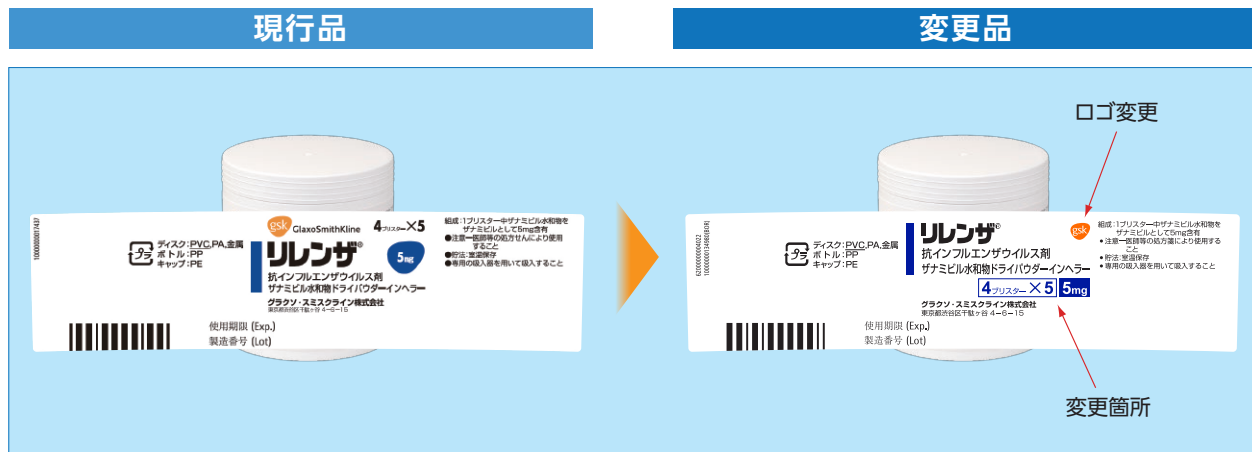 現行品
変更品
ロゴ変更
10000000017437
gsk GlaxoSmithKline 4ブリスター×5
リレンザ®
5mg
抗インフルエンザウイルス剤
ザナミビル水和物ドライパウダーインヘラー
グラクソ・スミスクライン株式会社
東京都渋谷区千駄ヶ谷 4-6-15
プラ
ディスク:PVC,PA,金属
ボトル:PP
キャップ:PE
組成:1ブリスター中ザナミビル水和物を
ザナミビルとして5mg含有
●注意−医師等の処方せんにより使用
すること
●貯法:室温保存
●専用の吸入器を用いて吸入すること
使用期限 (Exp.)
製造番号 (Lot)
プラ
ディスク:PVC,PA,金属
ボトル:PP
キャップ:PE
リレンザ®
gsk
抗インフルエンザウイルス剤
ザナミビル水和物ドライパウダーインヘラー
4ブリスター×5 5mg
グラクソ・スミスクライン株式会社
東京都渋谷区千駄ヶ谷 4-6-15
組成:1ブリスター中ザナミビル水和物を
ザナミビルとして5mg含有
・注意−医師等の処方箋により使用する
こと
・貯法:室温保存
・専用の吸入器を用いて吸入すること
使用期限 (Exp.)
製造番号 (Lot)
変更箇所